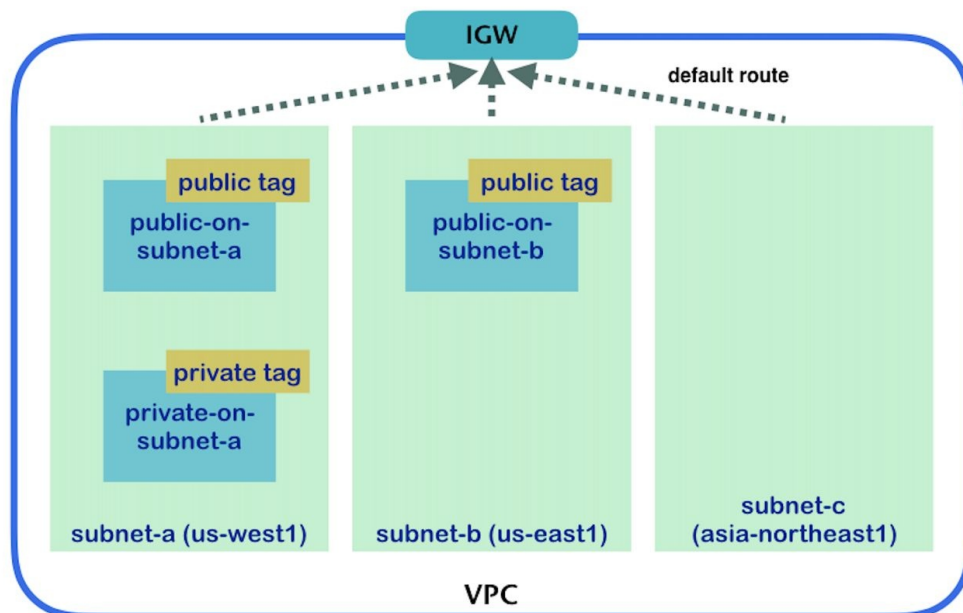 IGW
default route
public tag
public-on-
subnet-a
private tag
private-on-
subnet-a
subnet-a (us-west1)
public tag
public-on-
subnet-b
subnet-b (us-east1)
subnet-c
(asia-northeast1)
VPC